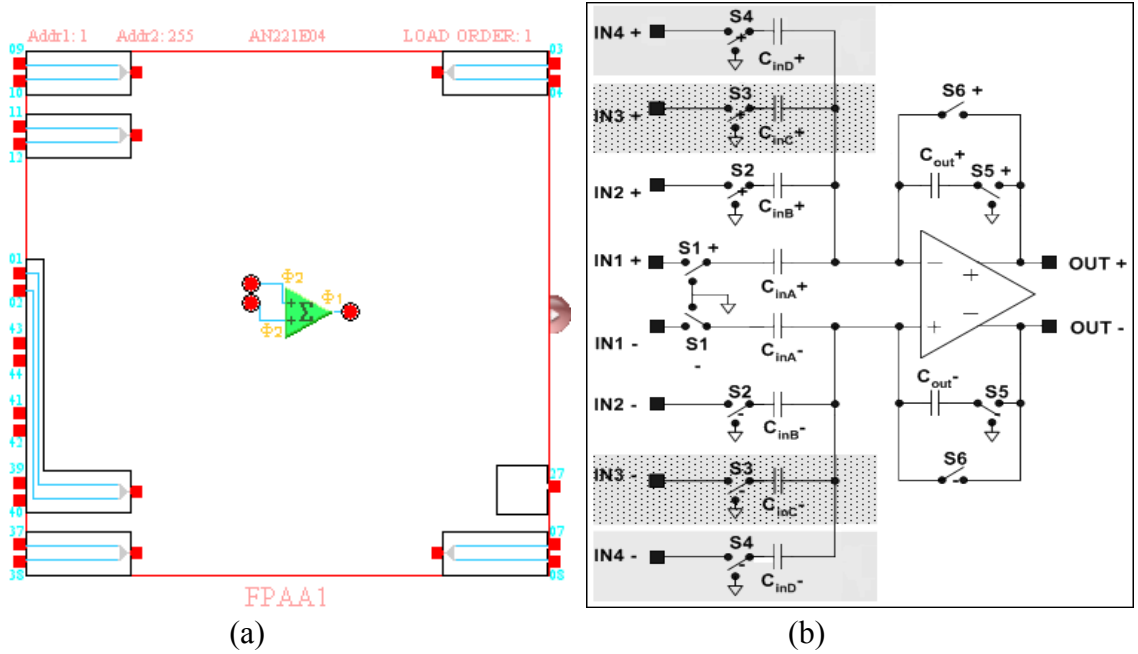 Addr1: 1 Addr2: 255 AN221E04 LOAD ORDER: 1
09
03
10
04
11
12
Φ2
Φ1
Φ2
Σ
01
02
43
44
41
42
39
40
27
37
38
07
08
FPAA1
(a)
IN4 + S4 + CinD+
IN3 + S3 + CinC+
IN2 + S2 + CinB+
IN1 + S1 + CinA+
IN1 - S1 - CinA-
IN2 - S2 - CinB-
IN3 - S3 - CinC-
IN4 - S4 - CinD-
S6 +
Cout+ S5 +
− + OUT +
+ − OUT -
Cout- S5 -
S6 -
(b)